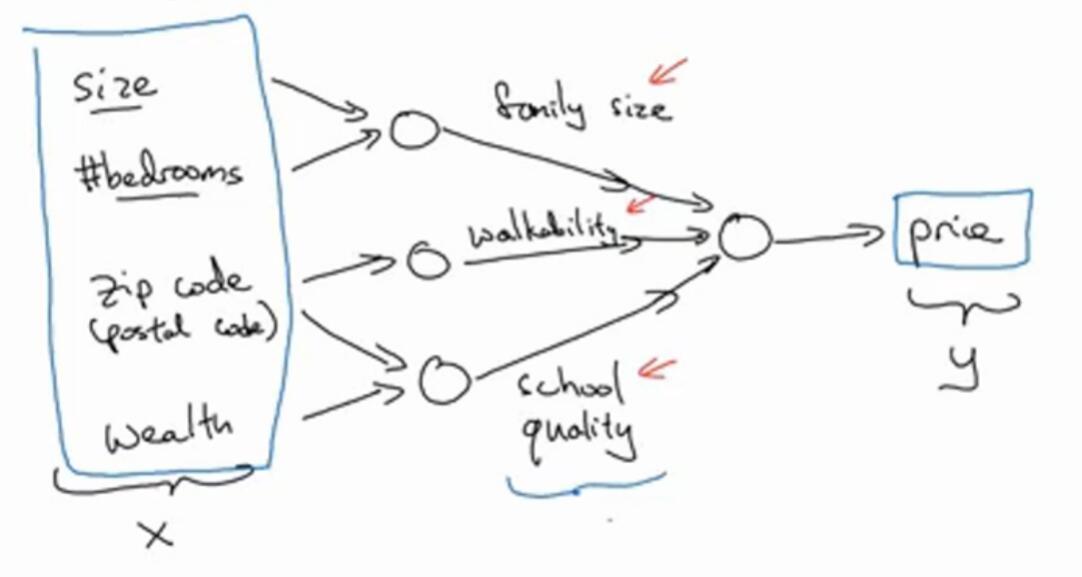 size
#bedrooms
zip code
(postal code)
wealth
X
family size
walkability
school
quality
price
y